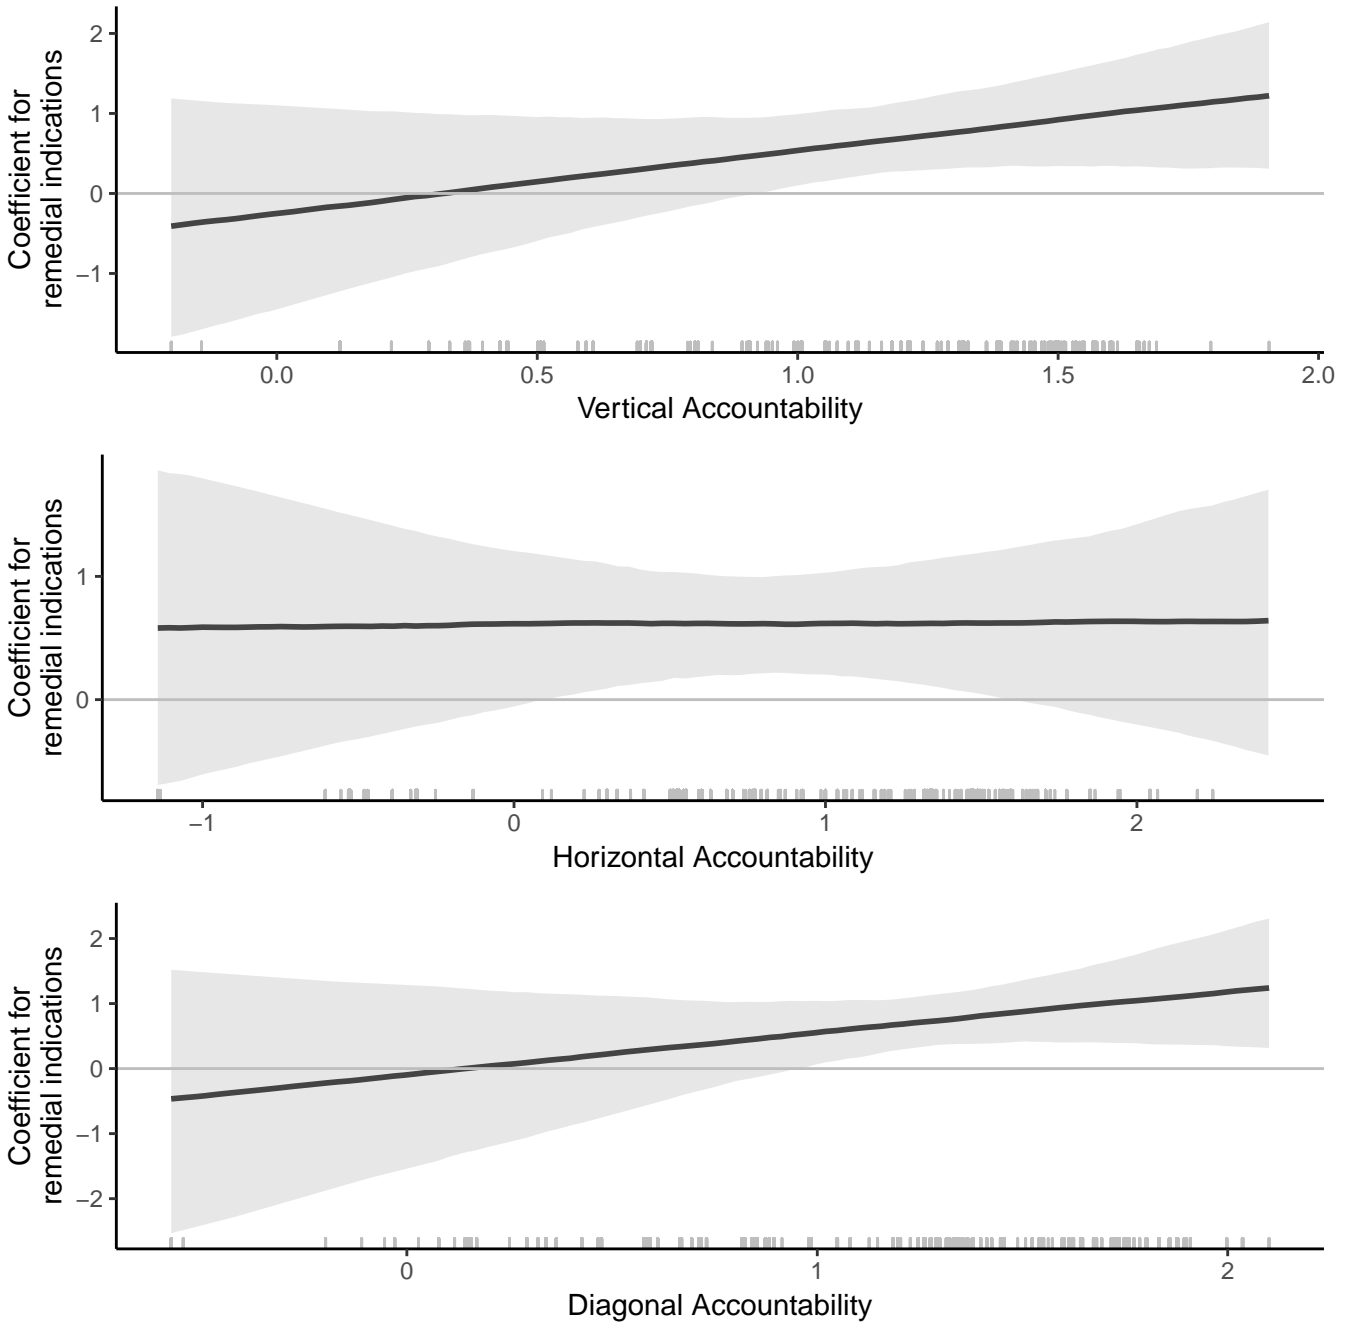 Coefficient for
remedial indications
2
1
0
−1
0.0 0.5 1.0 1.5 2.0
Vertical Accountability
Coefficient for
remedial indications
1
0
−1 0 1 2
Horizontal Accountability
Coefficient for
remedial indications
2
1
0
−1
−2
0 1 2
Diagonal Accountability